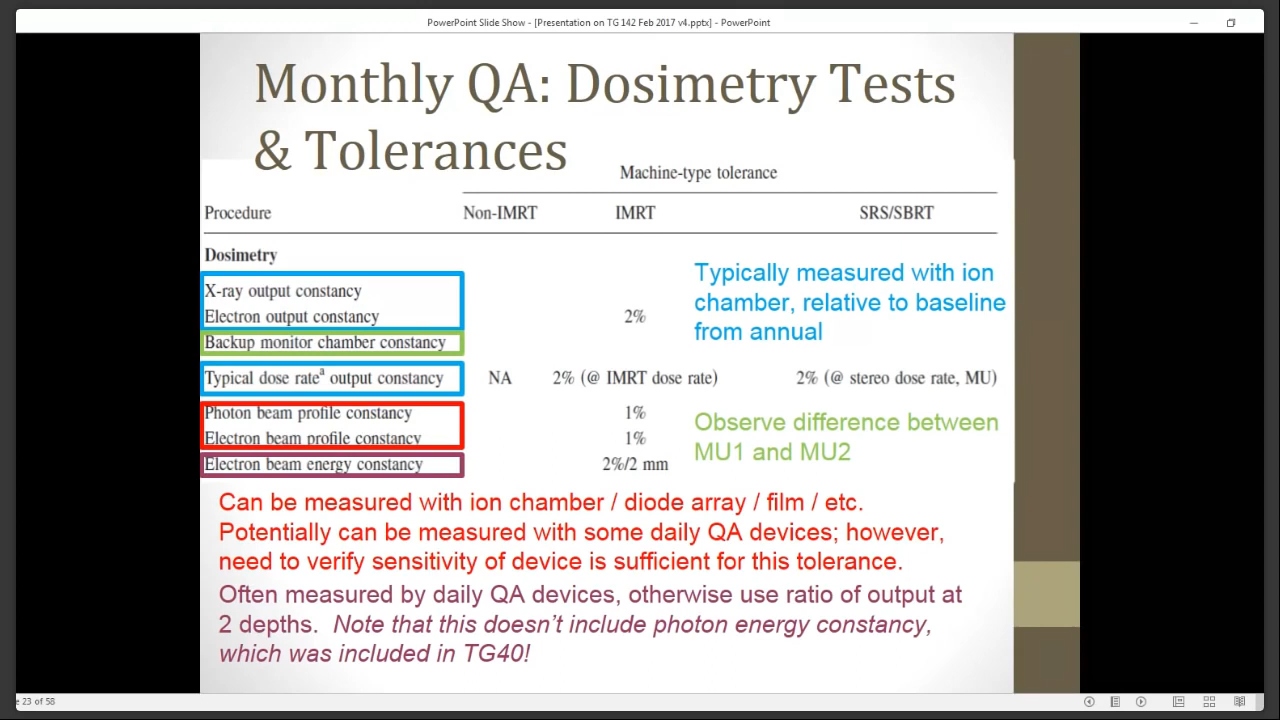 PowerPoint Slide Show - [Presentation on TG 142 Feb 2017 v4.pptx] - PowerPoint
Monthly QA: Dosimetry Tests
& Tolerances
Machine-type tolerance
Procedure Non-IMRT IMRT SRS/SBRT
Dosimetry
X-ray output constancy
Electron output constancy 2%
Backup monitor chamber constancy
Typically measured with ion
chamber, relative to baseline
from annual
Typical dose rateᵃ output constancy NA 2% (@ IMRT dose rate) 2% (@ stereo dose rate, MU)
Photon beam profile constancy 1%
Electron beam profile constancy 1%
Electron beam energy constancy 2%/2 mm
Observe difference between
MU1 and MU2
Can be measured with ion chamber / diode array / film / etc.
Potentially can be measured with some daily QA devices; however,
need to verify sensitivity of device is sufficient for this tolerance.
Often measured by daily QA devices, otherwise use ratio of output at
2 depths. Note that this doesn't include photon energy constancy,
which was included in TG40!
e 23 of 58